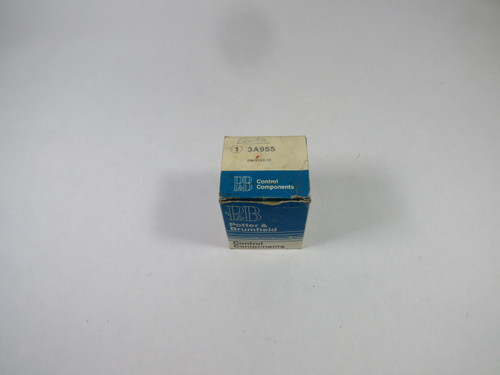 1 3A955
P&B
Control
Components
P&B
Potter &
Brumfield
Control
Components